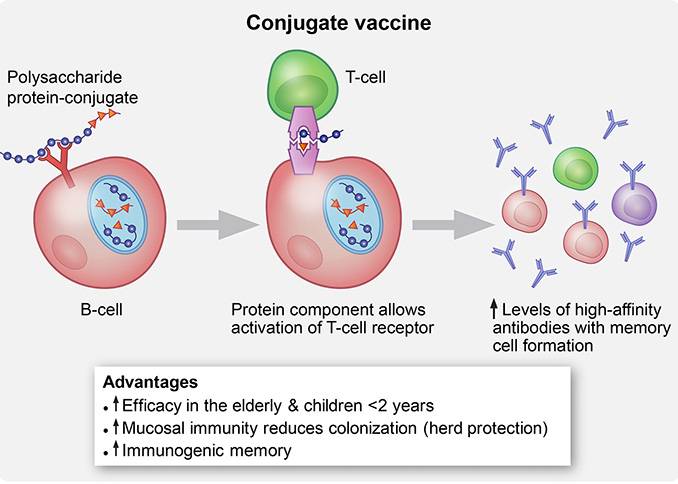 Conjugate vaccine
Polysaccharide
protein-conjugate
T-cell
B-cell
Protein component allows
activation of T-cell receptor
↑ Levels of high-affinity
antibodies with memory
cell formation
Advantages
• ↑ Efficacy in the elderly & children <2 years
• ↑ Mucosal immunity reduces colonization (herd protection)
• ↑ Immunogenic memory